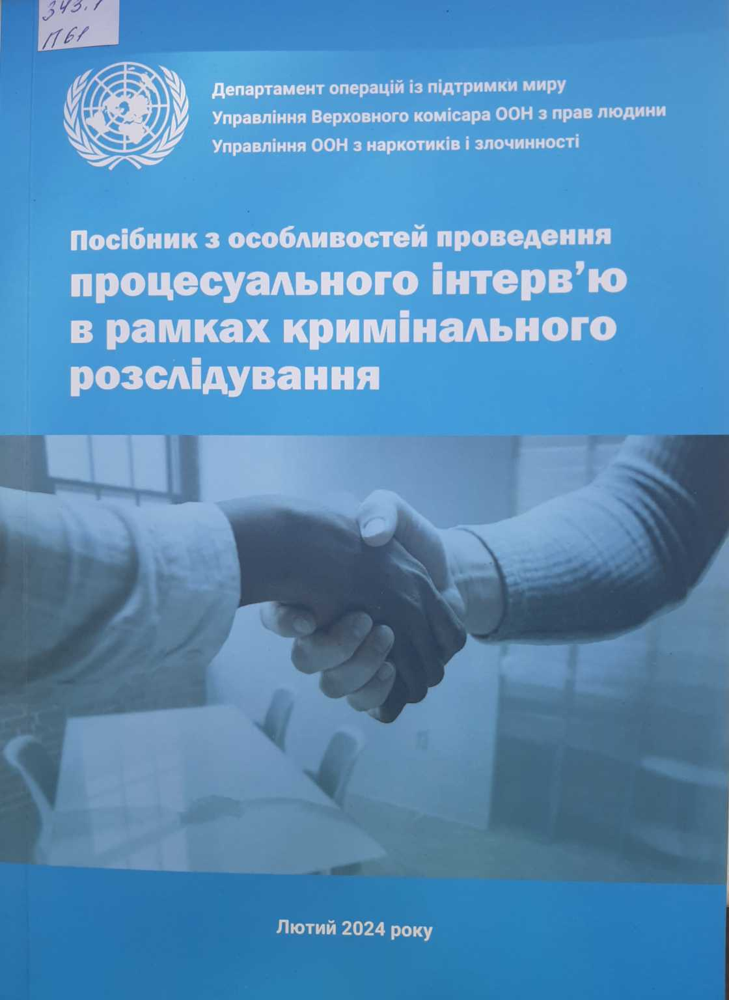 343.1
П61
Департамент операцій із підтримки миру
Управління Верховного комісара ООН з прав людини
Управління ООН з наркотиків і злочинності
Посібник з особливостей проведення
процесуального інтерв’ю
в рамках кримінального
розслідування
Лютий 2024 року